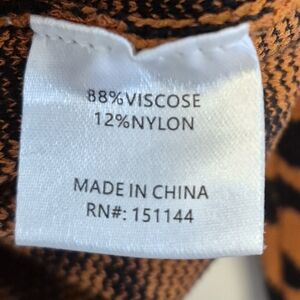 88%VISCOSE
12%NYLON
MADE IN CHINA
RN#: 151144